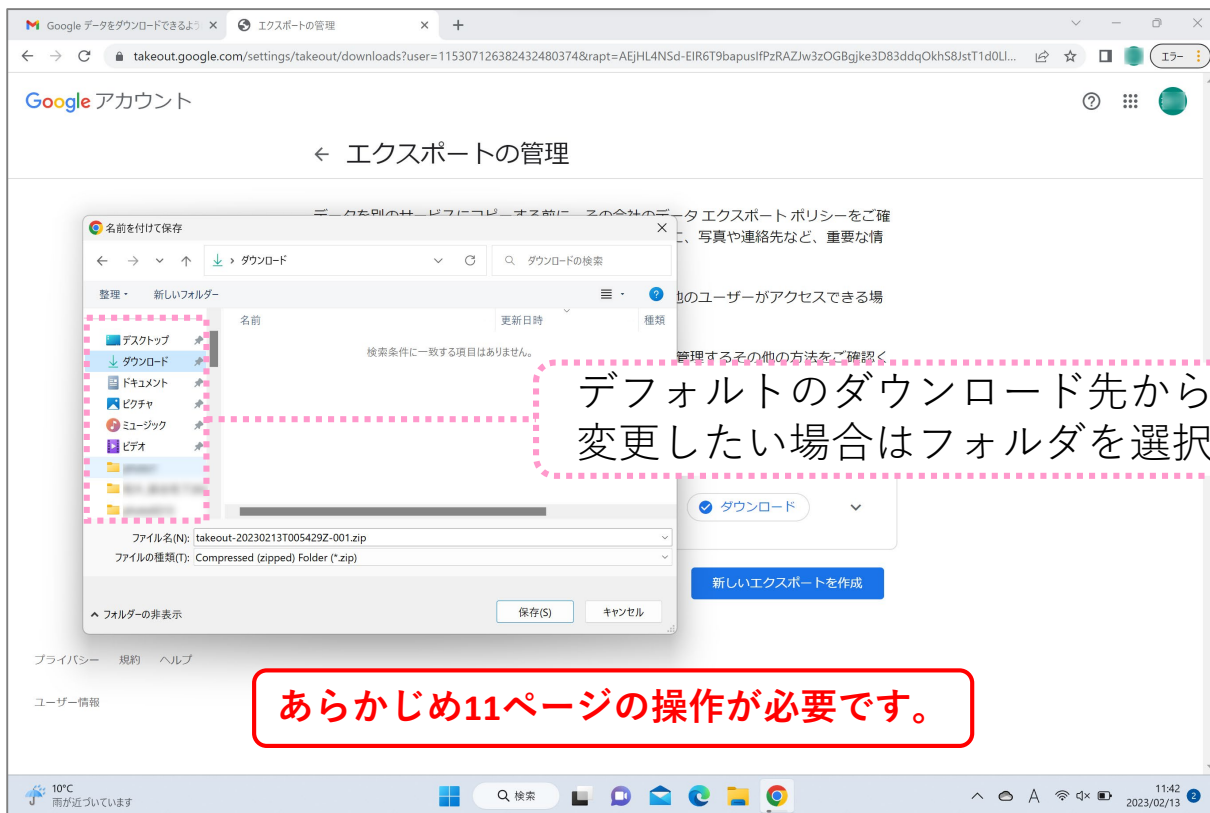 Google データをダウンロードできるよう
エクスポートの管理
takeout.google.com/settings/takeout/downloads?user=115307126382432480374&rapt=AEjHL4NSd-EIR6T9bapusIfPzRAZJw3zOGBgjke3D83ddqOkhS8JstT1d0Ll...
エラー
Google アカウント
エクスポートの管理
データを別のサービスにコピーする前に、その会社のデータ エクスポート ポリシーをご確
、写真や連絡先など、重要な情
他のユーザーがアクセスできる場
管理するその他の方法をご確認く
名前を付けて保存
ダウンロード
ダウンロードの検索
整理
新しいフォルダー
名前
更新日時
種類
検索条件に一致する項目はありません。
デスクトップ
ダウンロード
ドキュメント
ピクチャ
ミュージック
ビデオ
デフォルトのダウンロード先から
変更したい場合はフォルダを選択
ダウンロード
ファイル名(N): takeout-20230213T005429Z-001.zip
ファイルの種類(T): Compressed (zipped) Folder (*.zip)
新しいエクスポートを作成
フォルダーの非表示
保存(S)
キャンセル
プライバシー 規約 ヘルプ
ユーザー情報
あらかじめ11ページの操作が必要です。
10°C
雨が近づいています
検索
A
11:42
2023/02/13
2